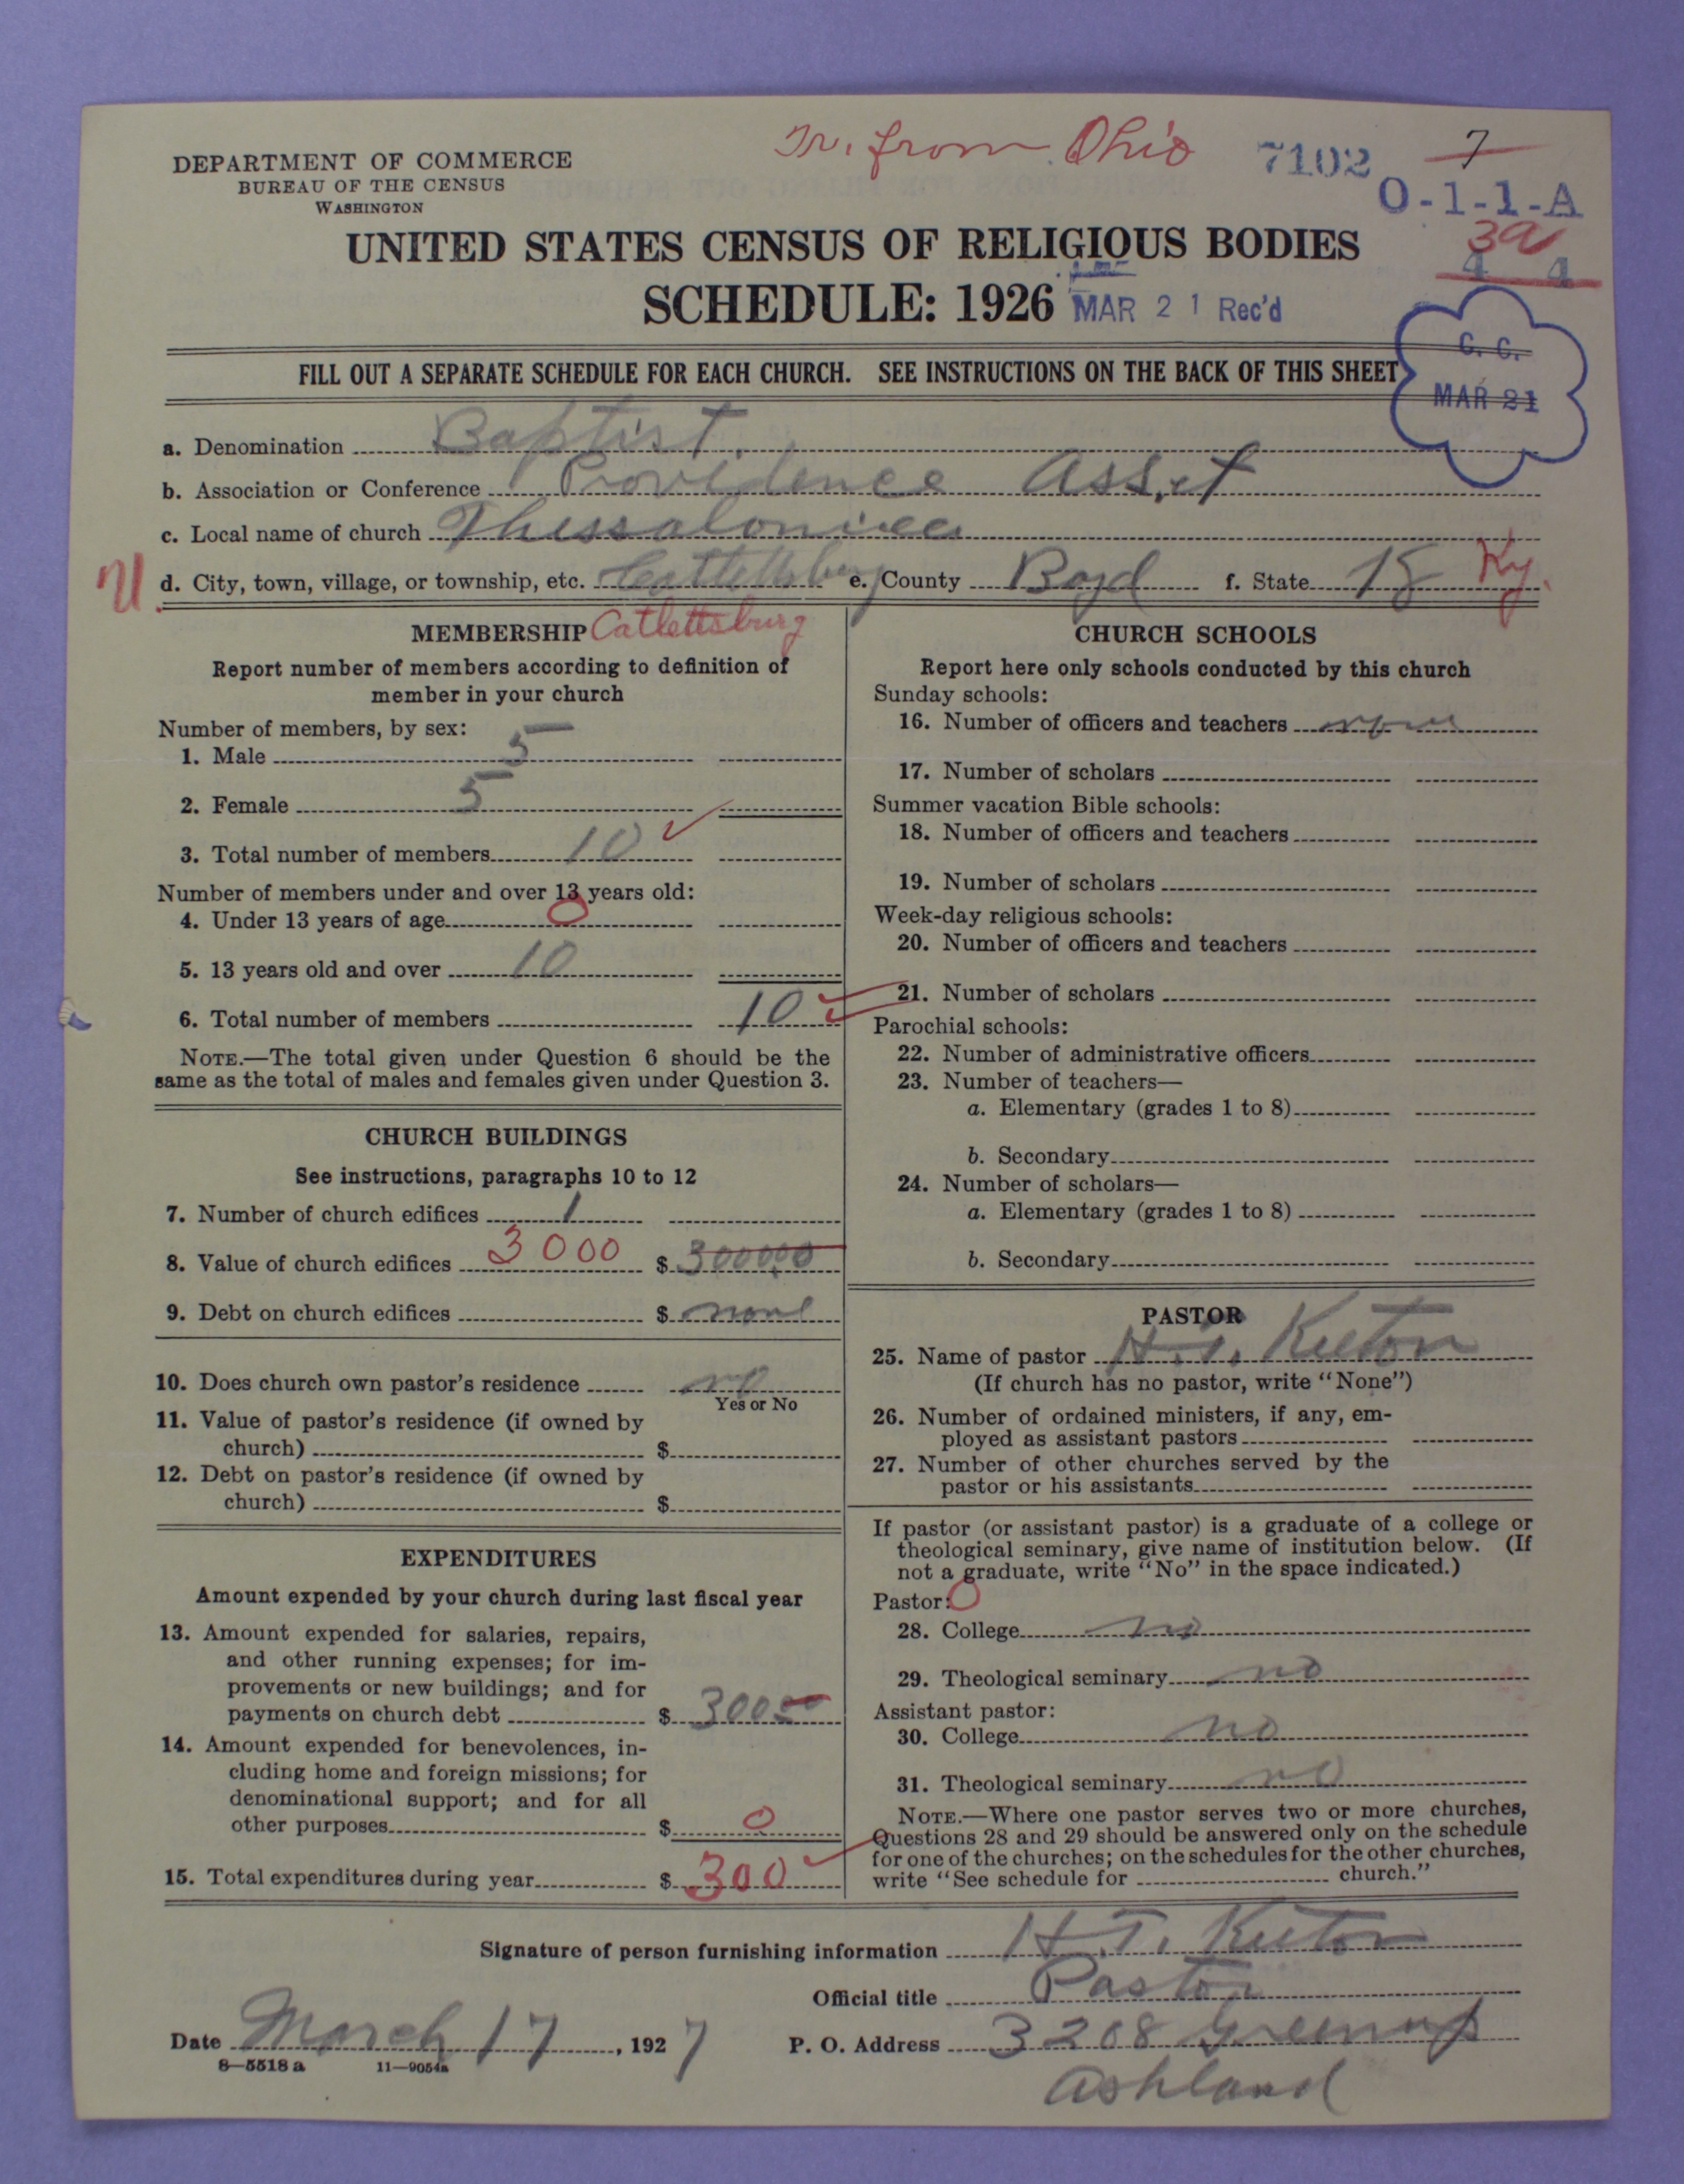 Tr. from Ohio
7102
7
O-1-1-A
3a
4 4
DEPARTMENT OF COMMERCE
BUREAU OF THE CENSUS
WASHINGTON
UNITED STATES CENSUS OF RELIGIOUS BODIES
SCHEDULE: 1926 MAR 21 Rec'd
FILL OUT A SEPARATE SCHEDULE FOR EACH CHURCH. SEE INSTRUCTIONS ON THE BACK OF THIS SHEET
C. C.
MAR 21
a. Denomination Baptist
b. Association or Conference Providence Ass.
c. Local name of church Thessalonica
U d. City, town, village, or township, etc. Catlettsburg e. County Boyd f. State Ky.
MEMBERSHIP Catlettsburg
Report number of members according to definition of
member in your church
Number of members, by sex:
1. Male 5
2. Female 5
3. Total number of members 10
Number of members under and over 13 years old:
4. Under 13 years of age 0
5. 13 years old and over 10
6. Total number of members 10
NOTE.—The total given under Question 6 should be the
same as the total of males and females given under Question 3.
CHURCH BUILDINGS
See instructions, paragraphs 10 to 12
7. Number of church edifices 1
8. Value of church edifices 3000 $ 300000
9. Debt on church edifices $ none
10. Does church own pastor's residence no
Yes or No
11. Value of pastor's residence (if owned by
church) $
12. Debt on pastor's residence (if owned by
church) $
EXPENDITURES
Amount expended by your church during last fiscal year
13. Amount expended for salaries, repairs,
and other running expenses; for im-
provements or new buildings; and for
payments on church debt $ 300 00
14. Amount expended for benevolences, in-
cluding home and foreign missions; for
denominational support; and for all
other purposes $ 0
15. Total expenditures during year $ 300
CHURCH SCHOOLS
Report here only schools conducted by this church
Sunday schools:
16. Number of officers and teachers none
17. Number of scholars
Summer vacation Bible schools:
18. Number of officers and teachers
19. Number of scholars
Week-day religious schools:
20. Number of officers and teachers
21. Number of scholars
Parochial schools:
22. Number of administrative officers
23. Number of teachers—
a. Elementary (grades 1 to 8)
b. Secondary
24. Number of scholars—
a. Elementary (grades 1 to 8)
b. Secondary
PASTOR
25. Name of pastor H. T. Keeton
(If church has no pastor, write "None")
26. Number of ordained ministers, if any, em-
ployed as assistant pastors
27. Number of other churches served by the
pastor or his assistants
If pastor (or assistant pastor) is a graduate of a college or
theological seminary, give name of institution below. (If
not a graduate, write "No" in the space indicated.)
Pastor: 0
28. College no
29. Theological seminary no
Assistant pastor:
30. College no
31. Theological seminary no
NOTE.—Where one pastor serves two or more churches,
Questions 28 and 29 should be answered only on the schedule
for one of the churches; on the schedules for the other churches,
write "See schedule for church."
Signature of person furnishing information H. T. Keeton
Official title Pastor
Date March 17, 1927 P. O. Address 3208 Greenup
8—5518 a 11—9054a
Ashland